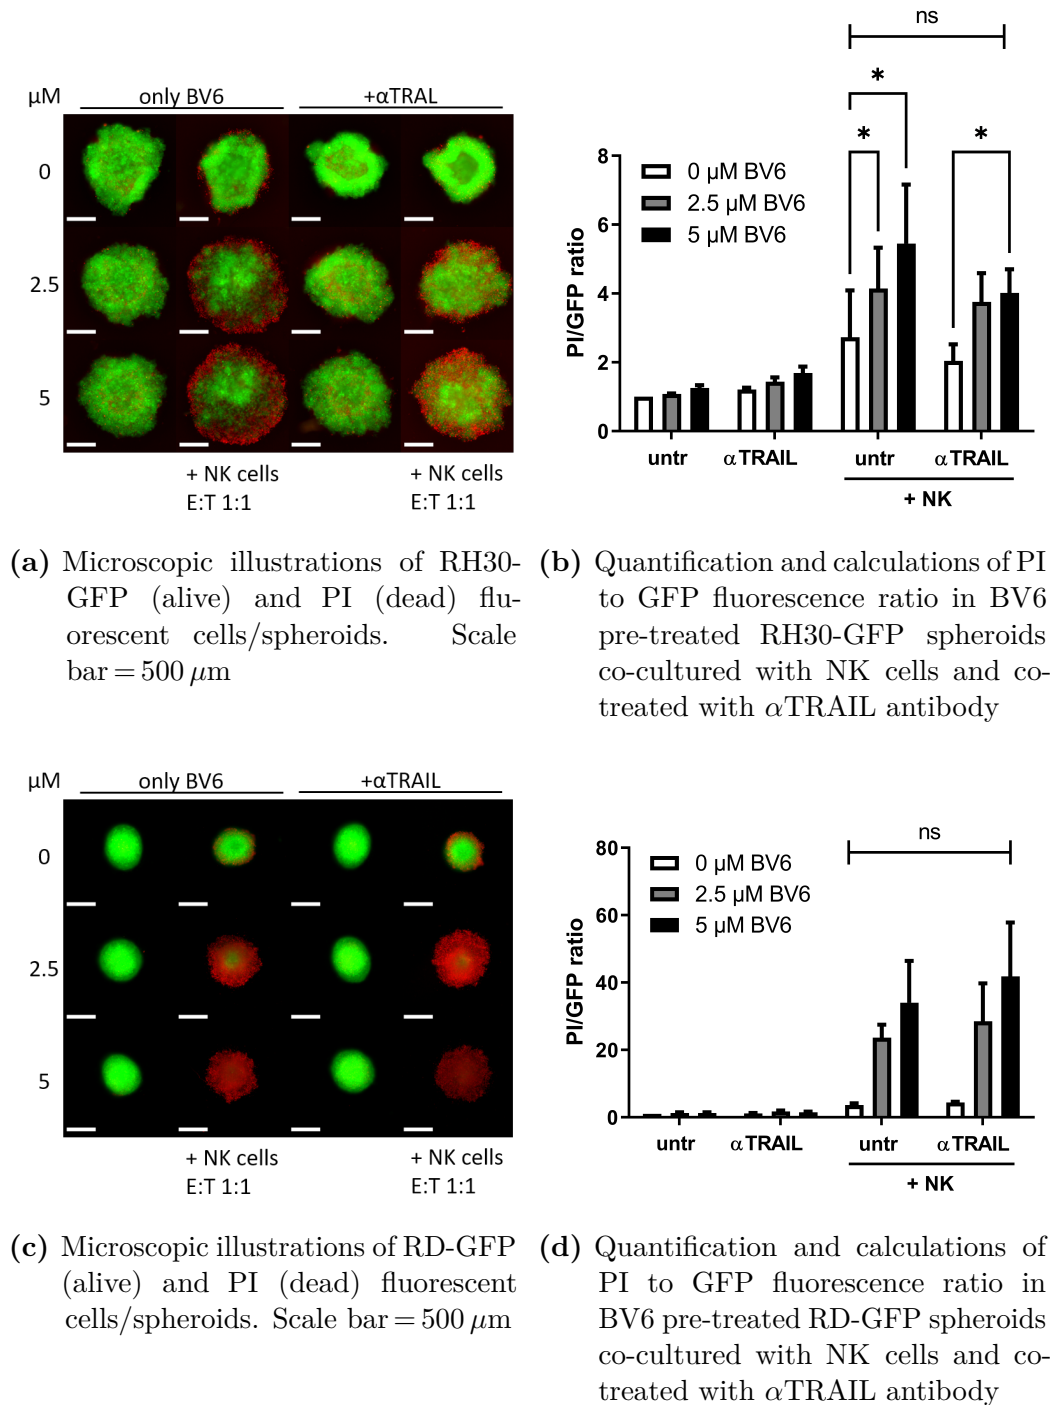 μM
only BV6
+αTRAL
0
2.5
5
+ NK cells
E:T 1:1
+ NK cells
E:T 1:1
ns
*
*
*
8
6
4
2
0
PI/GFP ratio
0 μM BV6
2.5 μM BV6
5 μM BV6
untr
αTRAIL
untr
αTRAIL
+ NK
(a) Microscopic illustrations of RH30-
GFP (alive) and PI (dead) flu-
orescent cells/spheroids. Scale
bar = 500 μm
(b) Quantification and calculations of PI
to GFP fluorescence ratio in BV6
pre-treated RH30-GFP spheroids
co-cultured with NK cells and co-
treated with αTRAIL antibody
μM
only BV6
+αTRAIL
0
2.5
5
+ NK cells
E:T 1:1
+ NK cells
E:T 1:1
ns
80
60
40
20
0
PI/GFP ratio
0 μM BV6
2.5 μM BV6
5 μM BV6
untr
αTRAIL
untr
αTRAIL
+ NK
(c) Microscopic illustrations of RD-GFP
(alive) and PI (dead) fluorescent
cells/spheroids. Scale bar = 500 μm
(d) Quantification and calculations of
PI to GFP fluorescence ratio in
BV6 pre-treated RD-GFP spheroids
co-cultured with NK cells and co-
treated with αTRAIL antibody